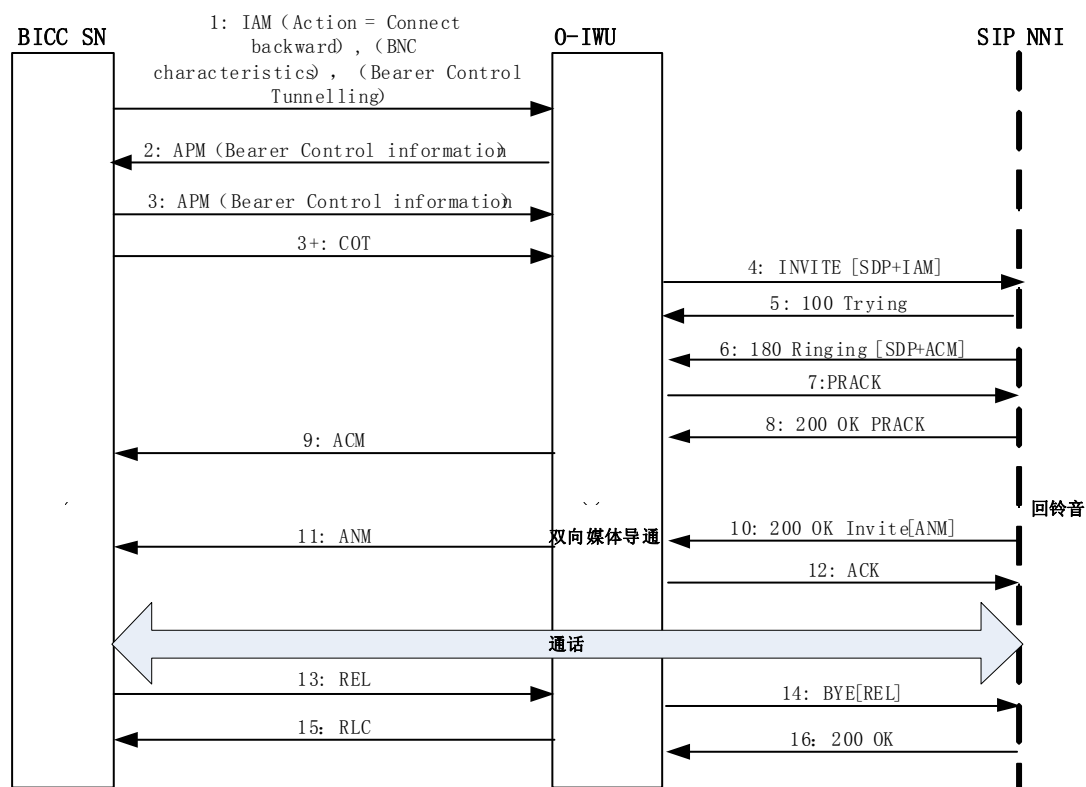 BICC SN
1: IAM（Action = Connect
backward）,（BNC
characteristics）,（Bearer Control
Tunnelling）
O-IWU
SIP NNI
2: APM（Bearer Control information）
3: APM（Bearer Control information）
3+: COT
4: INVITE [SDP+IAM]
5: 100 Trying
6: 180 Ringing [SDP+ACM]
7:PRACK
8: 200 OK PRACK
9: ACM
回铃音
10: 200 OK Invite[ANM]
11: ANM
双向媒体导通
12: ACK
通话
13: REL
14: BYE[REL]
15: RLC
16: 200 OK